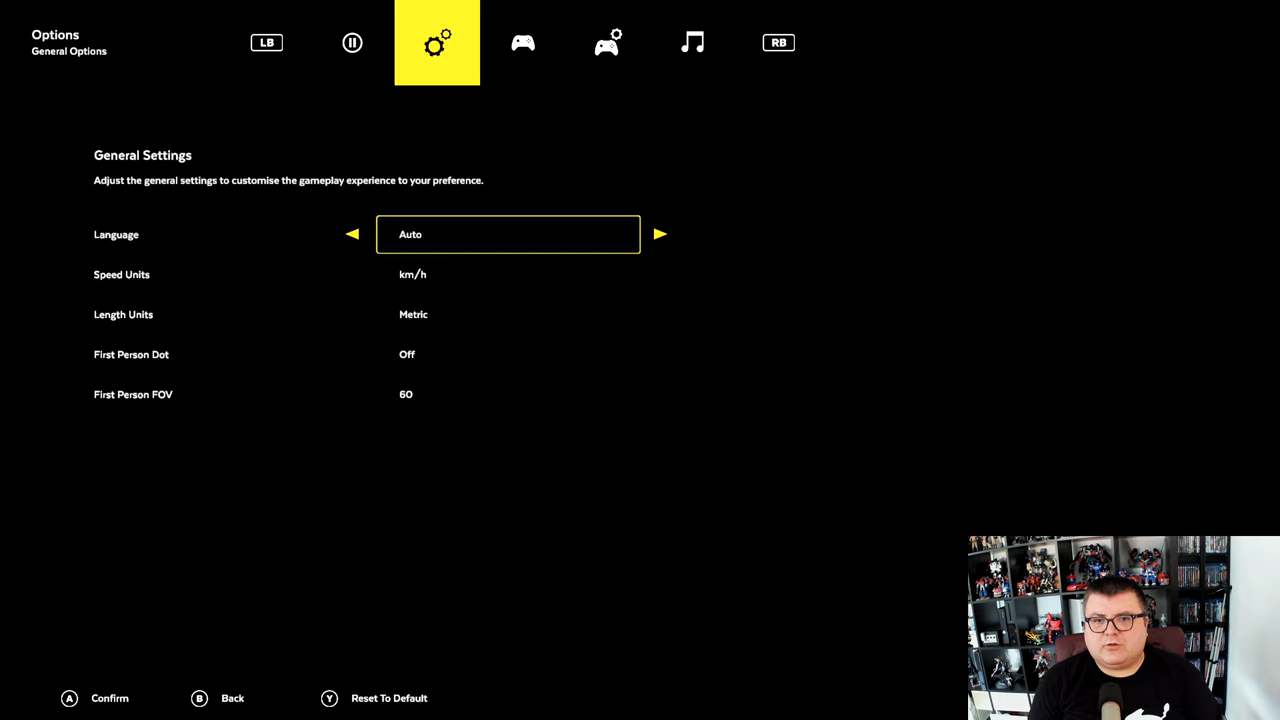 Options
General Options
LB
RB
General Settings
Adjust the general settings to customise the gameplay experience to your preference.
Language Auto
Speed Units km/h
Length Units Metric
First Person Dot Off
First Person FOV 60
A Confirm B Back Y Reset To Default